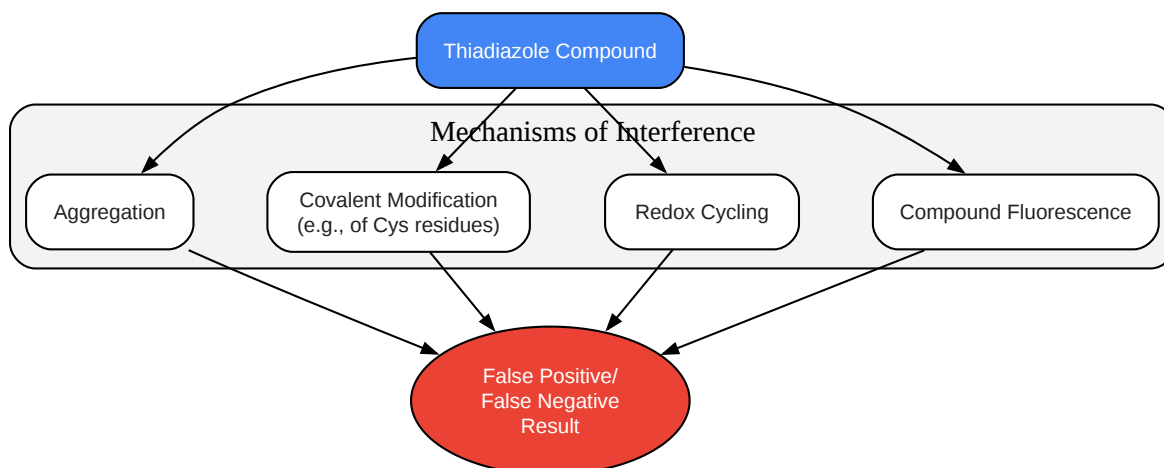 Thiadiazole Compound
Mechanisms of Interference
Aggregation
Covalent Modification
(e.g., of Cys residues)
Redox Cycling
Compound Fluorescence
False Positive/
False Negative
Result